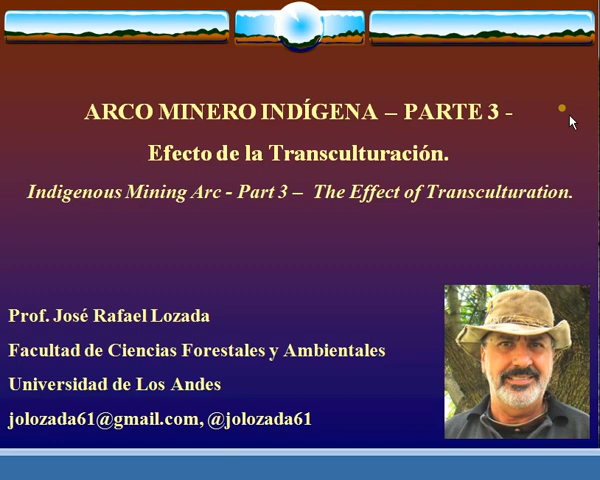 ARCO MINERO INDÍGENA – PARTE 3 -
Efecto de la Transculturación.
Indigenous Mining Arc - Part 3 – The Effect of Transculturation.
Prof. José Rafael Lozada
Facultad de Ciencias Forestales y Ambientales
Universidad de Los Andes
jolozada61@gmail.com, @jolozada61